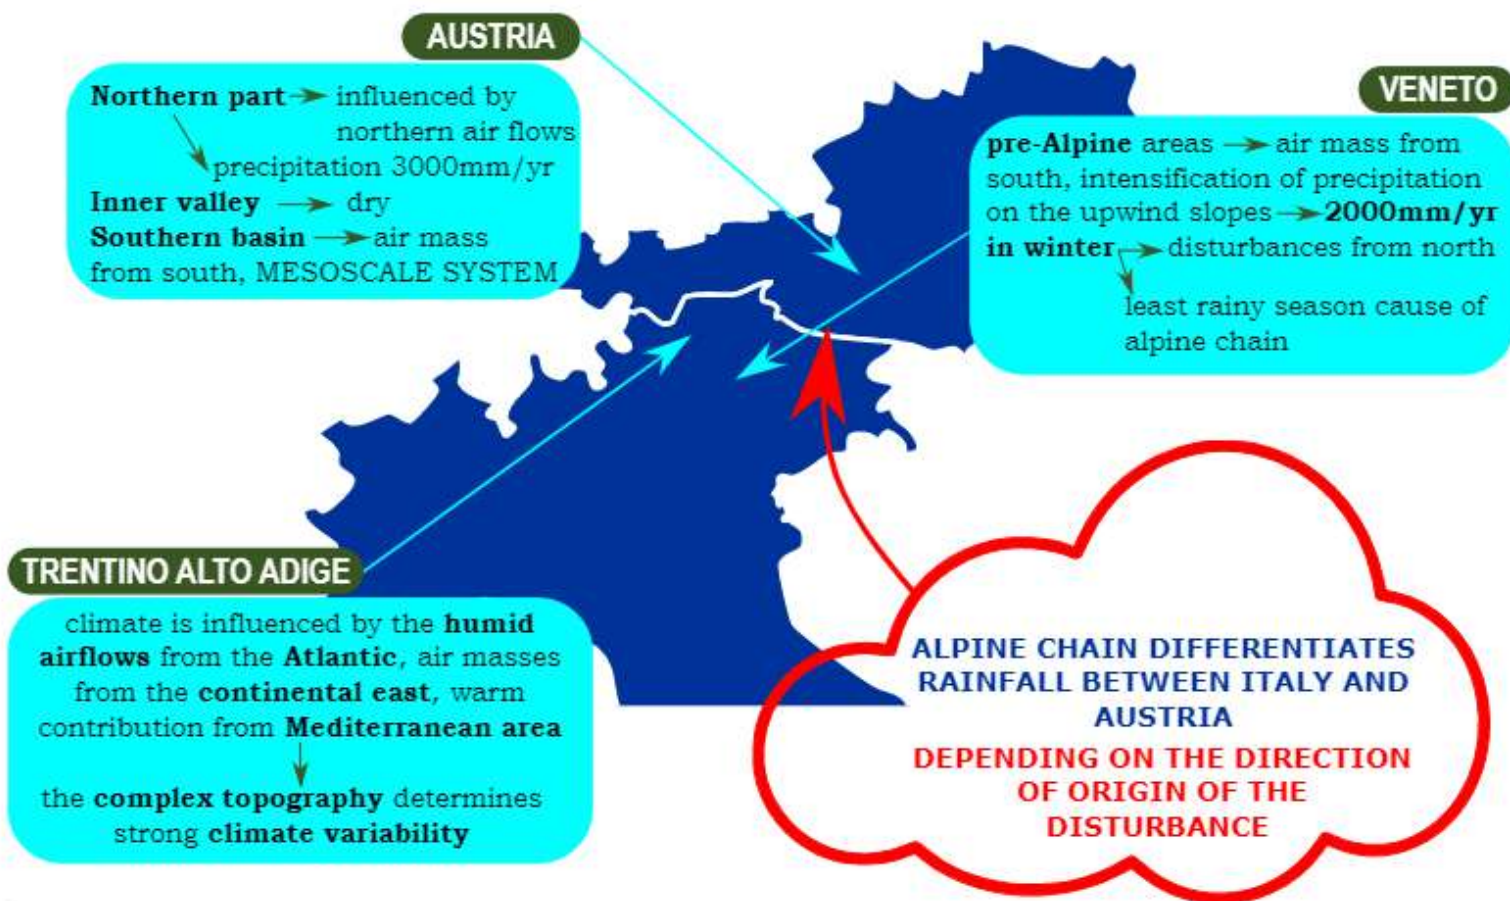 AUSTRIA
Northern part → influenced by
northern air flows
precipitation 3000mm/yr
Inner valley → dry
Southern basin → air mass
from south, MESOSCALE SYSTEM
VENETO
pre-Alpine areas → air mass from
south, intensification of precipitation
on the upwind slopes → 2000mm/yr
in winter → disturbances from north
least rainy season cause of
alpine chain
TRENTINO ALTO ADIGE
climate is influenced by the humid
airflows from the Atlantic, air masses
from the continental east, warm
contribution from Mediterranean area
the complex topography determines
strong climate variability
ALPINE CHAIN DIFFERENTIATES
RAINFALL BETWEEN ITALY AND
AUSTRIA
DEPENDING ON THE DIRECTION
OF ORIGIN OF THE
DISTURBANCE